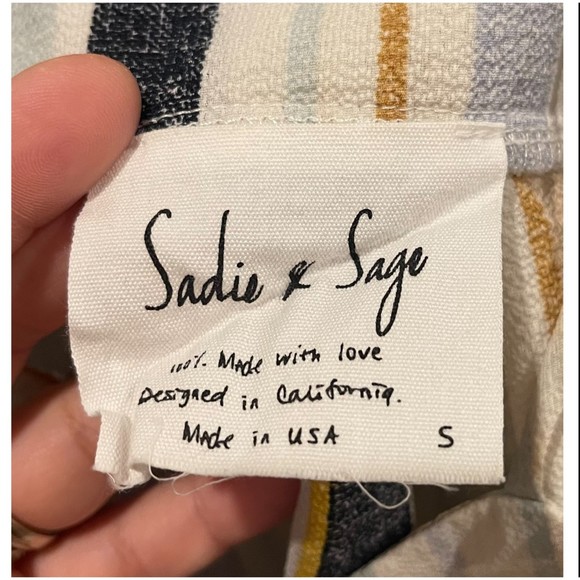 Sadie & Sage
100% Made with love
Designed in California.
Made in USA
S